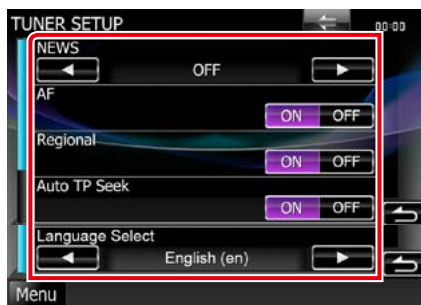 TUNER SETUP 00:00
NEWS
OFF
AF
ON OFF
Regional
ON OFF
Auto TP Seek
ON OFF
Language Select
English (en)
Menu